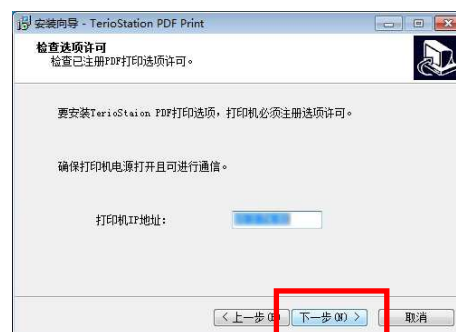 安装向导 - TerioStation PDF Print
检查选项许可
检查已注册PDF打印选项许可。
要安装TerioStaion PDF打印选项，打印机必须注册选项许可。
确保打印机电源打开且可进行通信。
打印机IP地址：
< 上一步(B) 下一步(N) > 取消